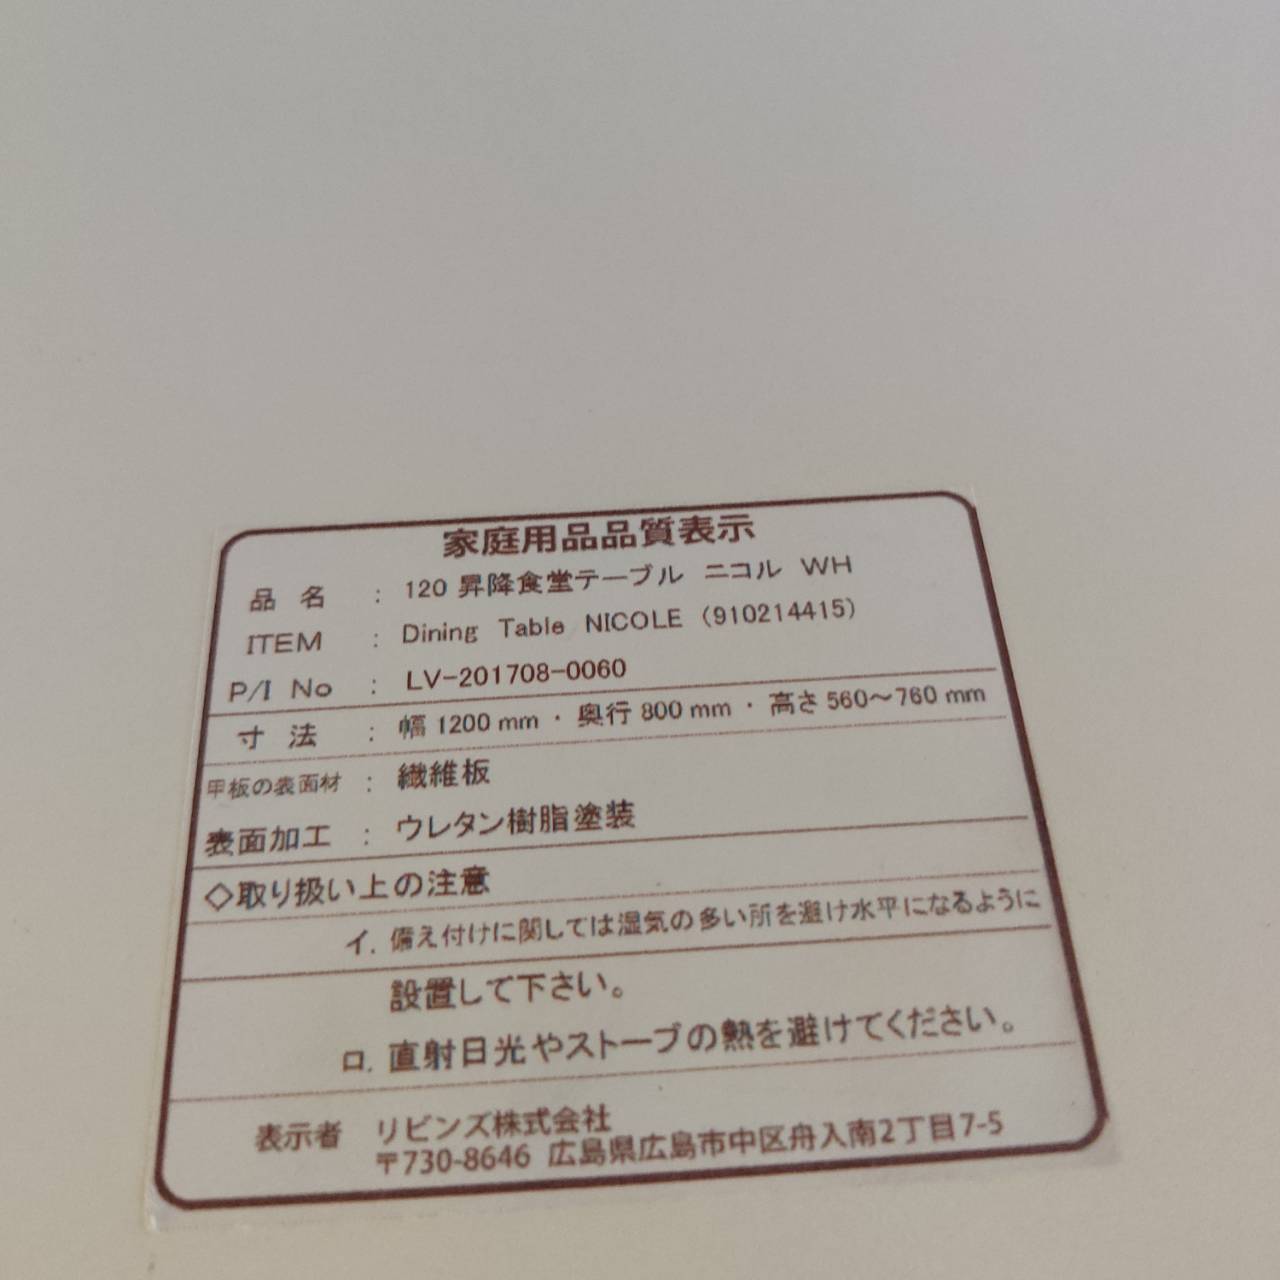 家庭用品品質表示
品 名 : 120 昇降食堂テーブル ニコル WH
ITEM : Dining Table NICOLE (910214415)
P/I No : LV-201708-0060
寸 法 : 幅 1200 mm ・ 奥行 800 mm ・ 高さ 560～760 mm
甲板の表面材 : 繊維板
表面加工 : ウレタン樹脂塗装
◇取り扱い上の注意
イ. 備え付けに関しては湿気の多い所を避け水平になるように
設置して下さい。
ロ. 直射日光やストーブの熱を避けてください。
表示者 リビンズ株式会社
〒730-8646 広島県広島市中区舟入南2丁目7-5